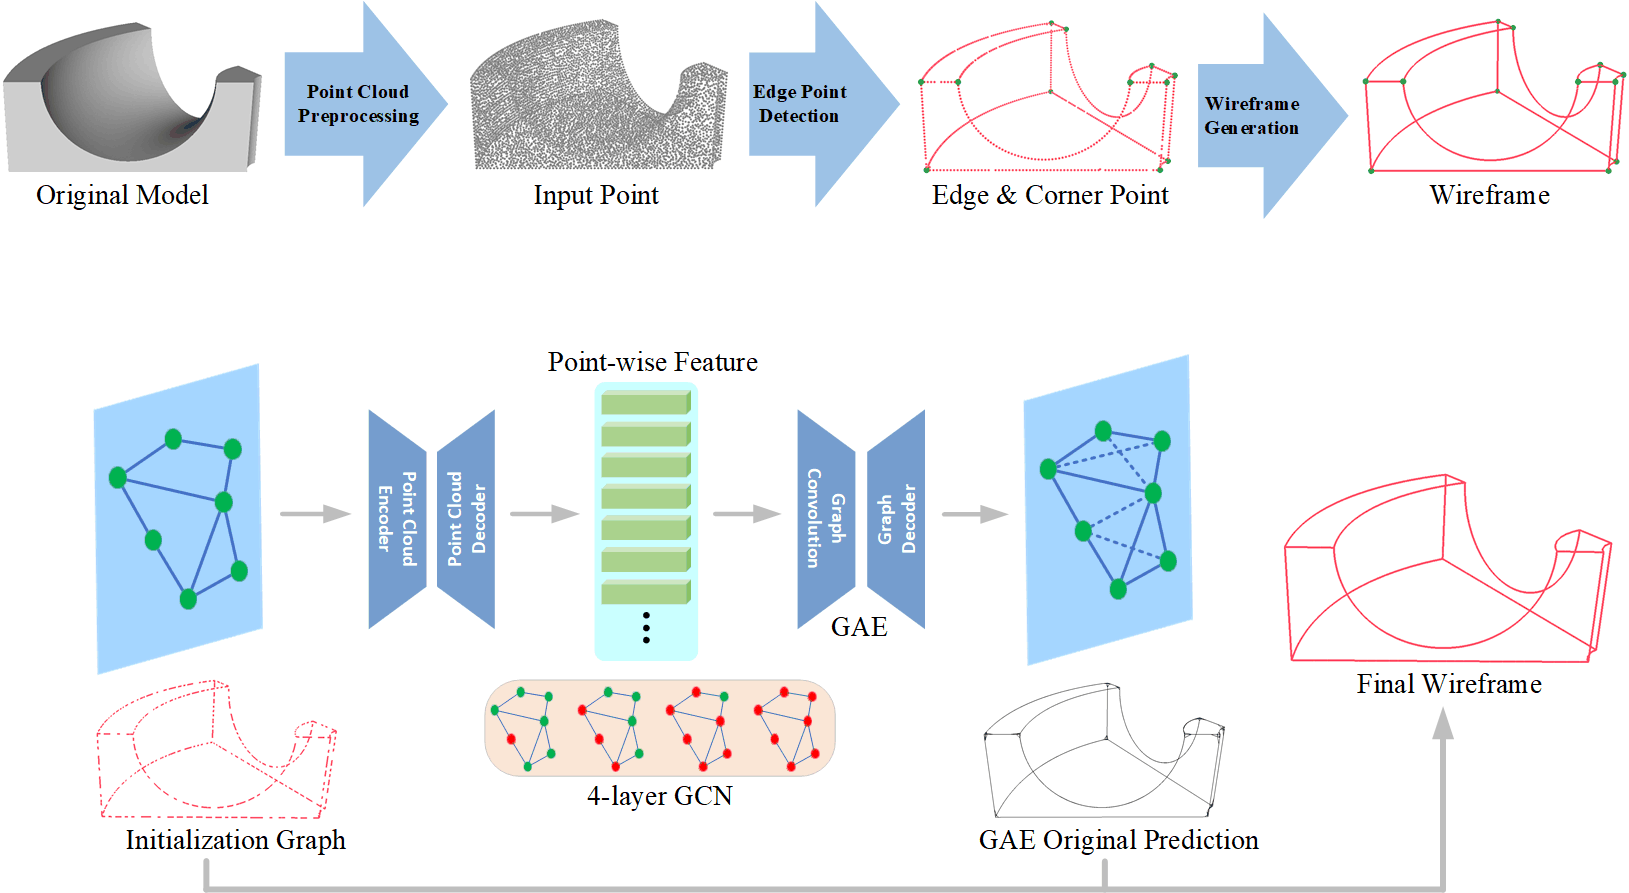 Point Cloud
Preprocessing
Edge Point
Detection
Wireframe
Generation
Original Model
Input Point
Edge & Corner Point
Wireframe
Point-wise Feature
Point Cloud
Encoder
Point Cloud
Decoder
Graph
Convolution
Graph
Decoder
GAE
4-layer GCN
Final Wireframe
Initialization Graph
GAE Original Prediction